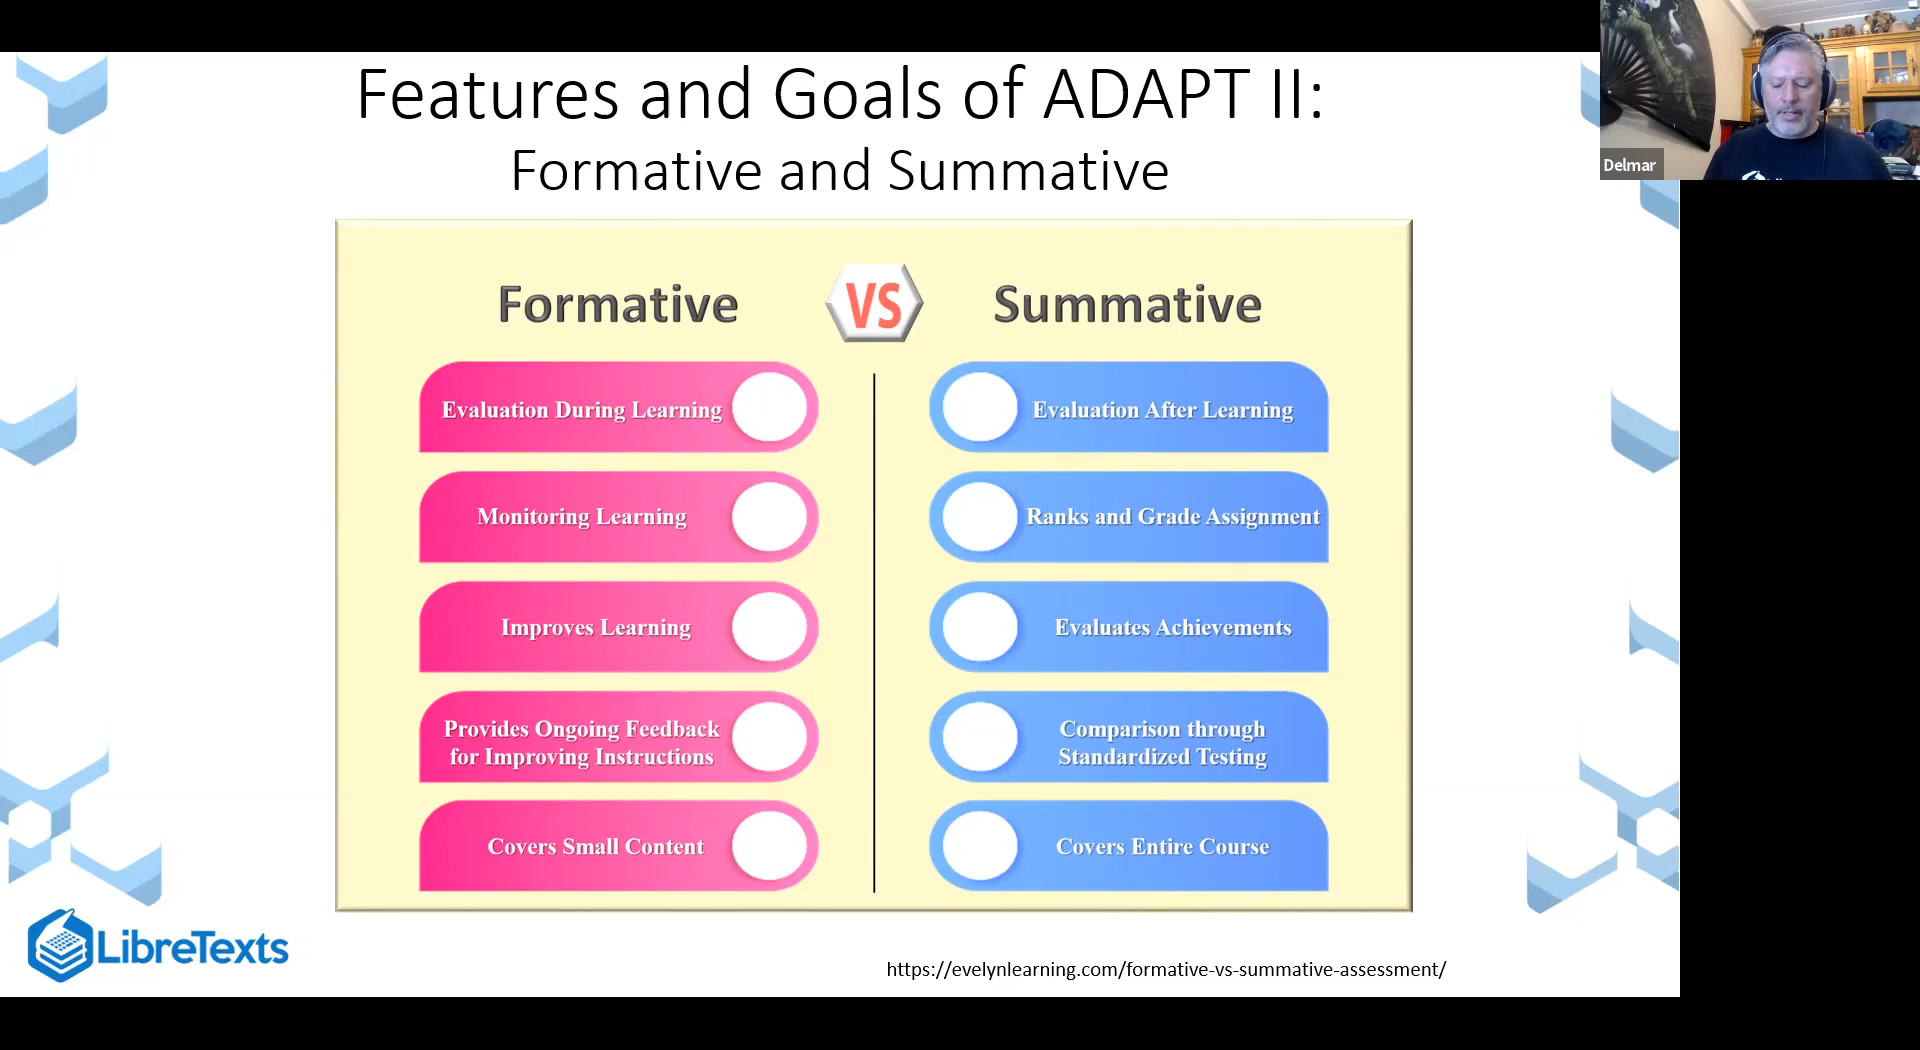 Features and Goals of ADAPT II:
Formative and Summative
Delmar
Formative
VS
Summative
Evaluation During Learning
Evaluation After Learning
Monitoring Learning
Ranks and Grade Assignment
Improves Learning
Evaluates Achievements
Provides Ongoing Feedback
for Improving Instructions
Comparison through
Standardized Testing
Covers Small Content
Covers Entire Course
LibreTexts
https://evelynlearning.com/formative-vs-summative-assessment/